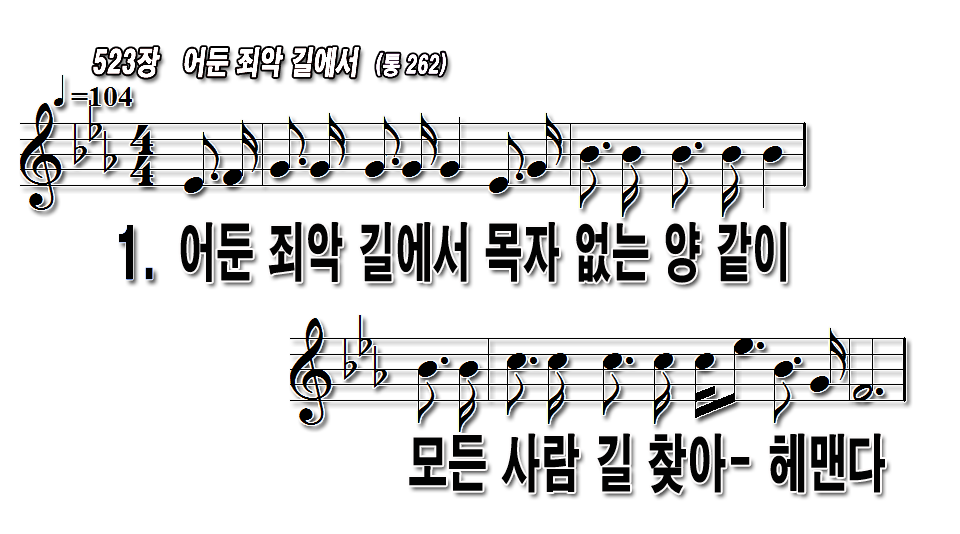 523장 어둔 죄악 길에서 (통 262)
♩=104
4
4
1. 어둔 죄악 길에서 목자 없는 양 같이
모든 사람 길 찾아- 헤맨다